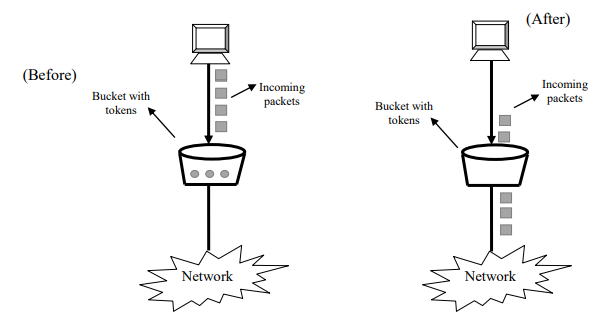 (Before)
Bucket with
tokens
Incoming
packets
Network
(After)
Bucket with
tokens
Incoming
packets
Network